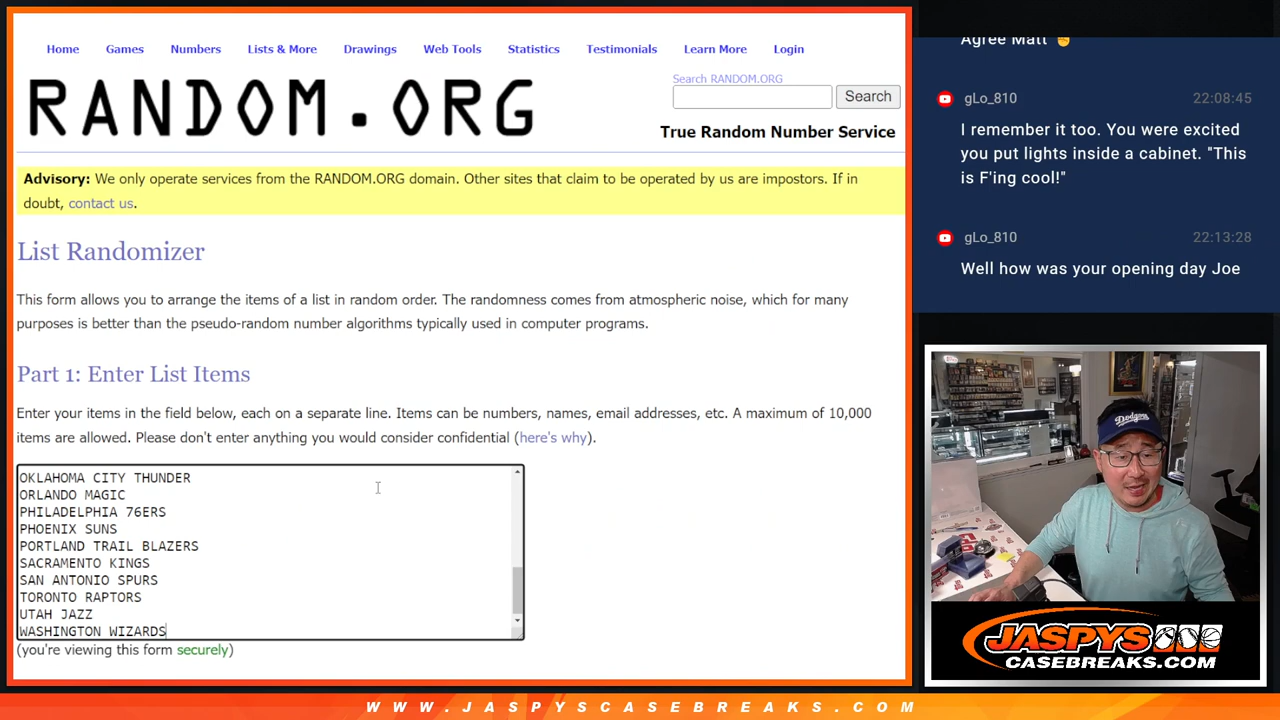 Home Games Numbers Lists & More Drawings Web Tools Statistics Testimonials Learn More Login
RANDOM.ORG
Search RANDOM.ORG
Search
True Random Number Service
Advisory: We only operate services from the RANDOM.ORG domain. Other sites that claim to be operated by us are impostors. If in
doubt, contact us.
List Randomizer
This form allows you to arrange the items of a list in random order. The randomness comes from atmospheric noise, which for many
purposes is better than the pseudo-random number algorithms typically used in computer programs.
Part 1: Enter List Items
Enter your items in the field below, each on a separate line. Items can be numbers, names, email addresses, etc. A maximum of 10,000
items are allowed. Please don't enter anything you would consider confidential (here's why).
OKLAHOMA CITY THUNDER
ORLANDO MAGIC
PHILADELPHIA 76ERS
PHOENIX SUNS
PORTLAND TRAIL BLAZERS
SACRAMENTO KINGS
SAN ANTONIO SPURS
TORONTO RAPTORS
UTAH JAZZ
WASHINGTON WIZARDS
(you're viewing this form securely)
Agree Matt
gLo_810 22:08:45
I remember it too. You were excited
you put lights inside a cabinet. "This
is F'ing cool!"
gLo_810 22:13:28
Well how was your opening day Joe
Dodgers
JASPYS
CASEBREAKS.COM
WWW.JASPYSCASEBREAKS.COM